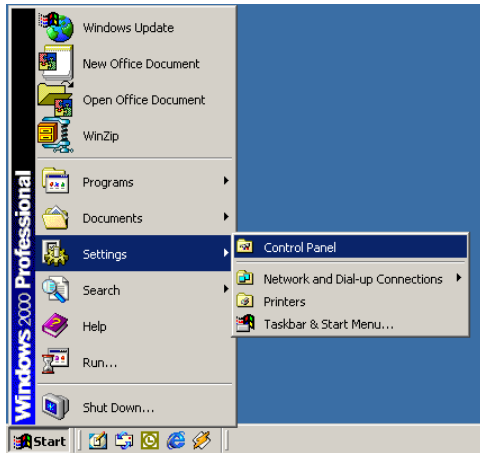 Windows Update
New Office Document
Open Office Document
WinZip
Programs
Documents
Settings
Search
Help
Run...
Shut Down...
Control Panel
Network and Dial-up Connections
Printers
Taskbar & Start Menu...
Windows 2000 Professional
Start